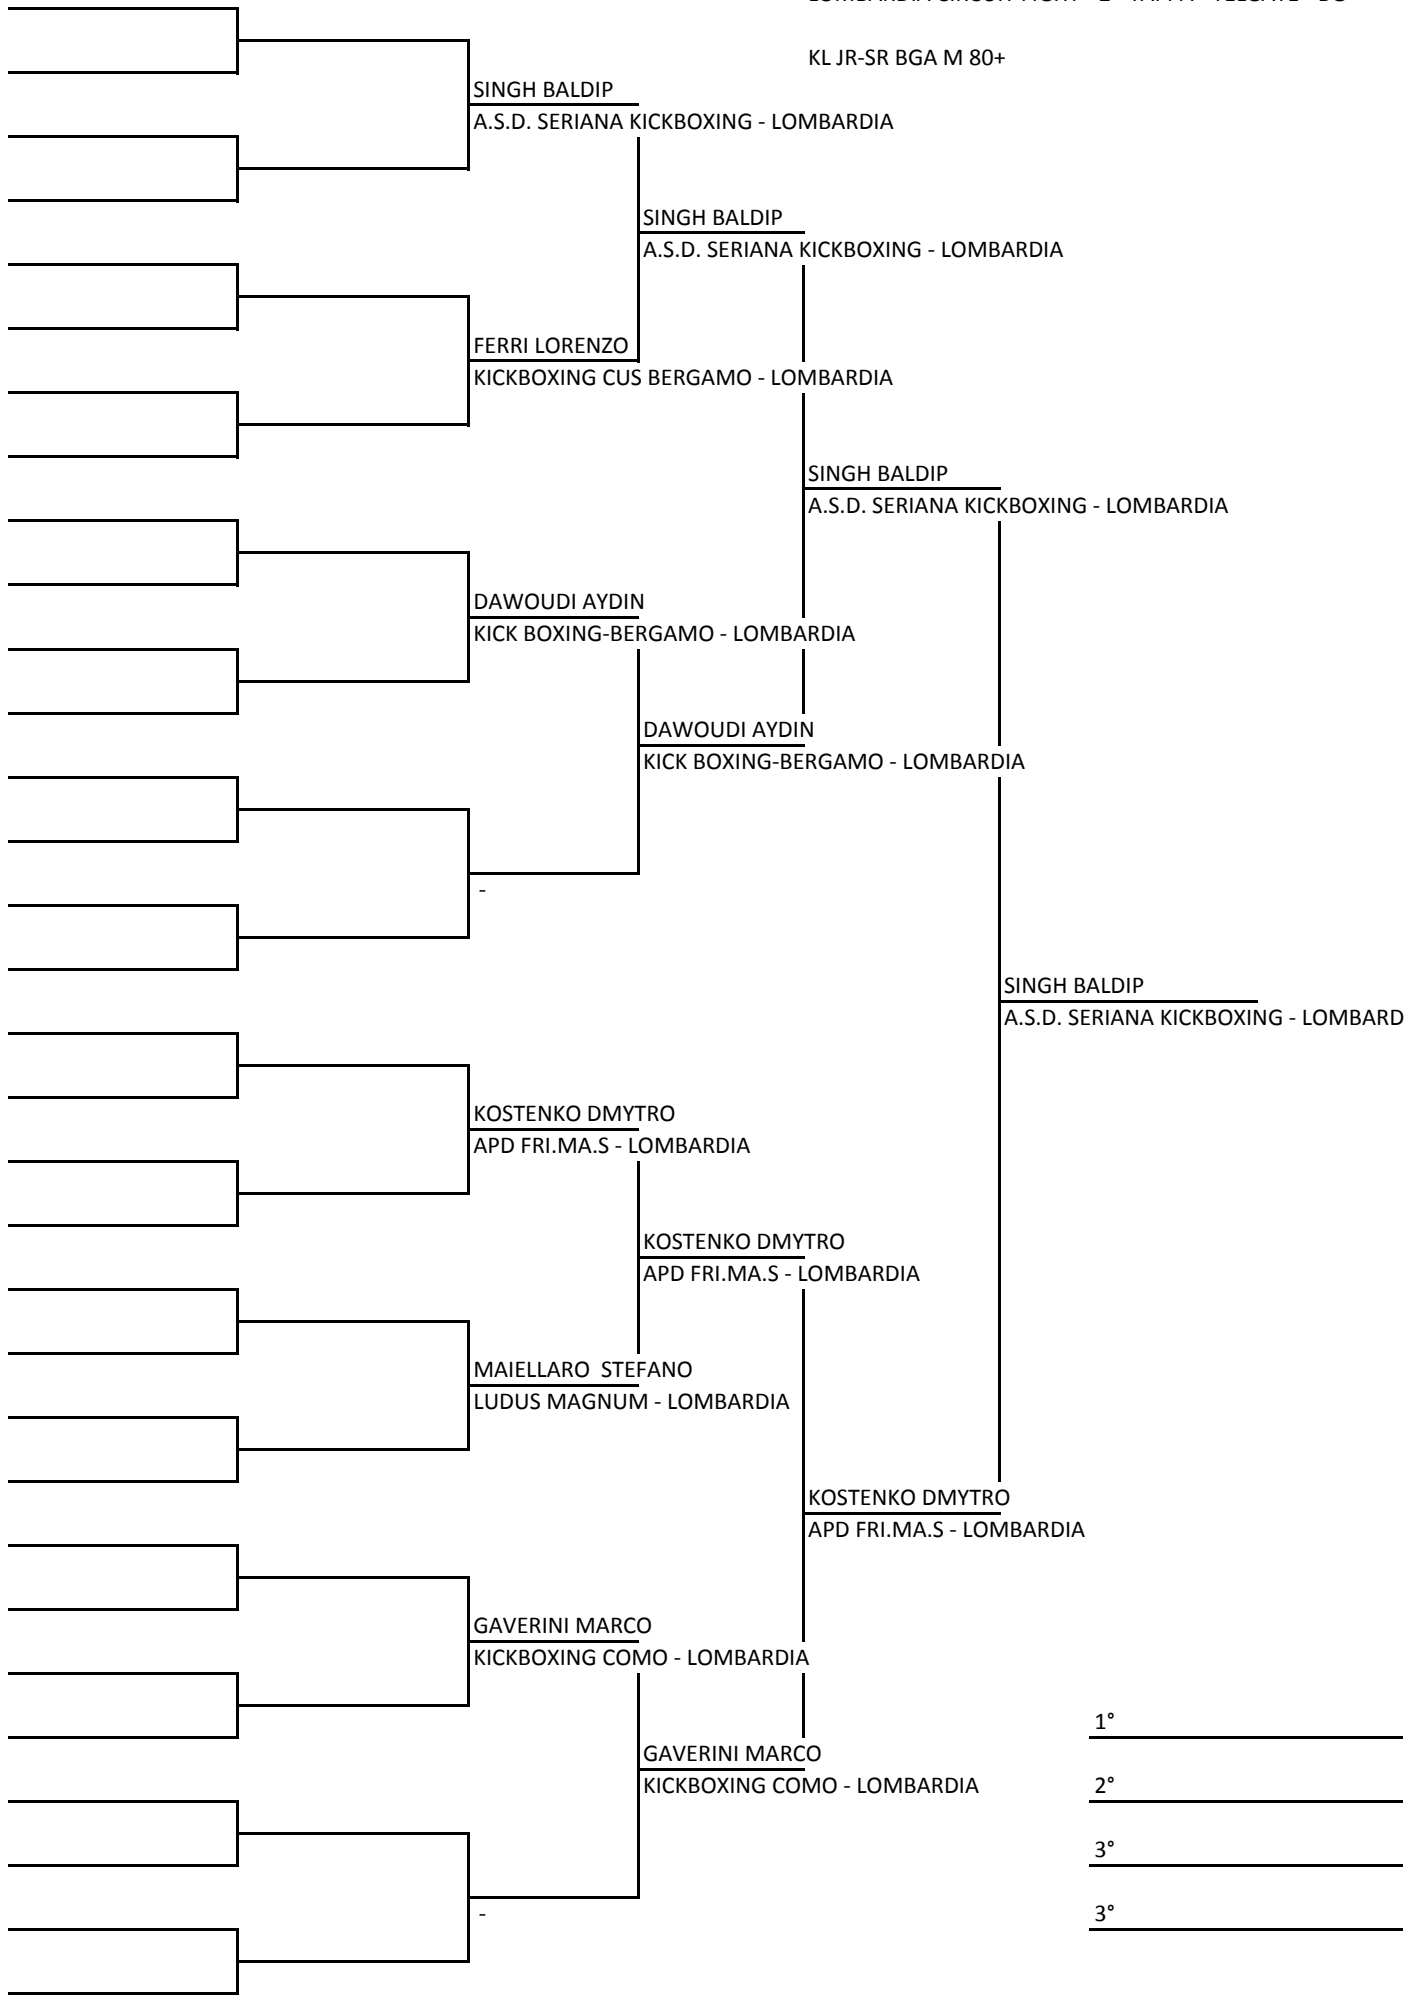 KL JR-SR BGA M 80+
SINGH BALDIP
A.S.D. SERIANA KICKBOXING - LOMBARDIA
SINGH BALDIP
A.S.D. SERIANA KICKBOXING - LOMBARDIA
FERRI LORENZO
KICKBOXING CUS BERGAMO - LOMBARDIA
SINGH BALDIP
A.S.D. SERIANA KICKBOXING - LOMBARDIA
DAWOUDI AYDIN
KICK BOXING-BERGAMO - LOMBARDIA
DAWOUDI AYDIN
KICK BOXING-BERGAMO - LOMBARDIA
-
SINGH BALDIP
A.S.D. SERIANA KICKBOXING - LOMBARD
KOSTENKO DMYTRO
APD FRI.MA.S - LOMBARDIA
KOSTENKO DMYTRO
APD FRI.MA.S - LOMBARDIA
MAIELLARO  STEFANO
LUDUS MAGNUM - LOMBARDIA
KOSTENKO DMYTRO
APD FRI.MA.S - LOMBARDIA
GAVERINI MARCO
KICKBOXING COMO - LOMBARDIA
1°
GAVERINI MARCO
KICKBOXING COMO - LOMBARDIA
2°
3°
3°
-